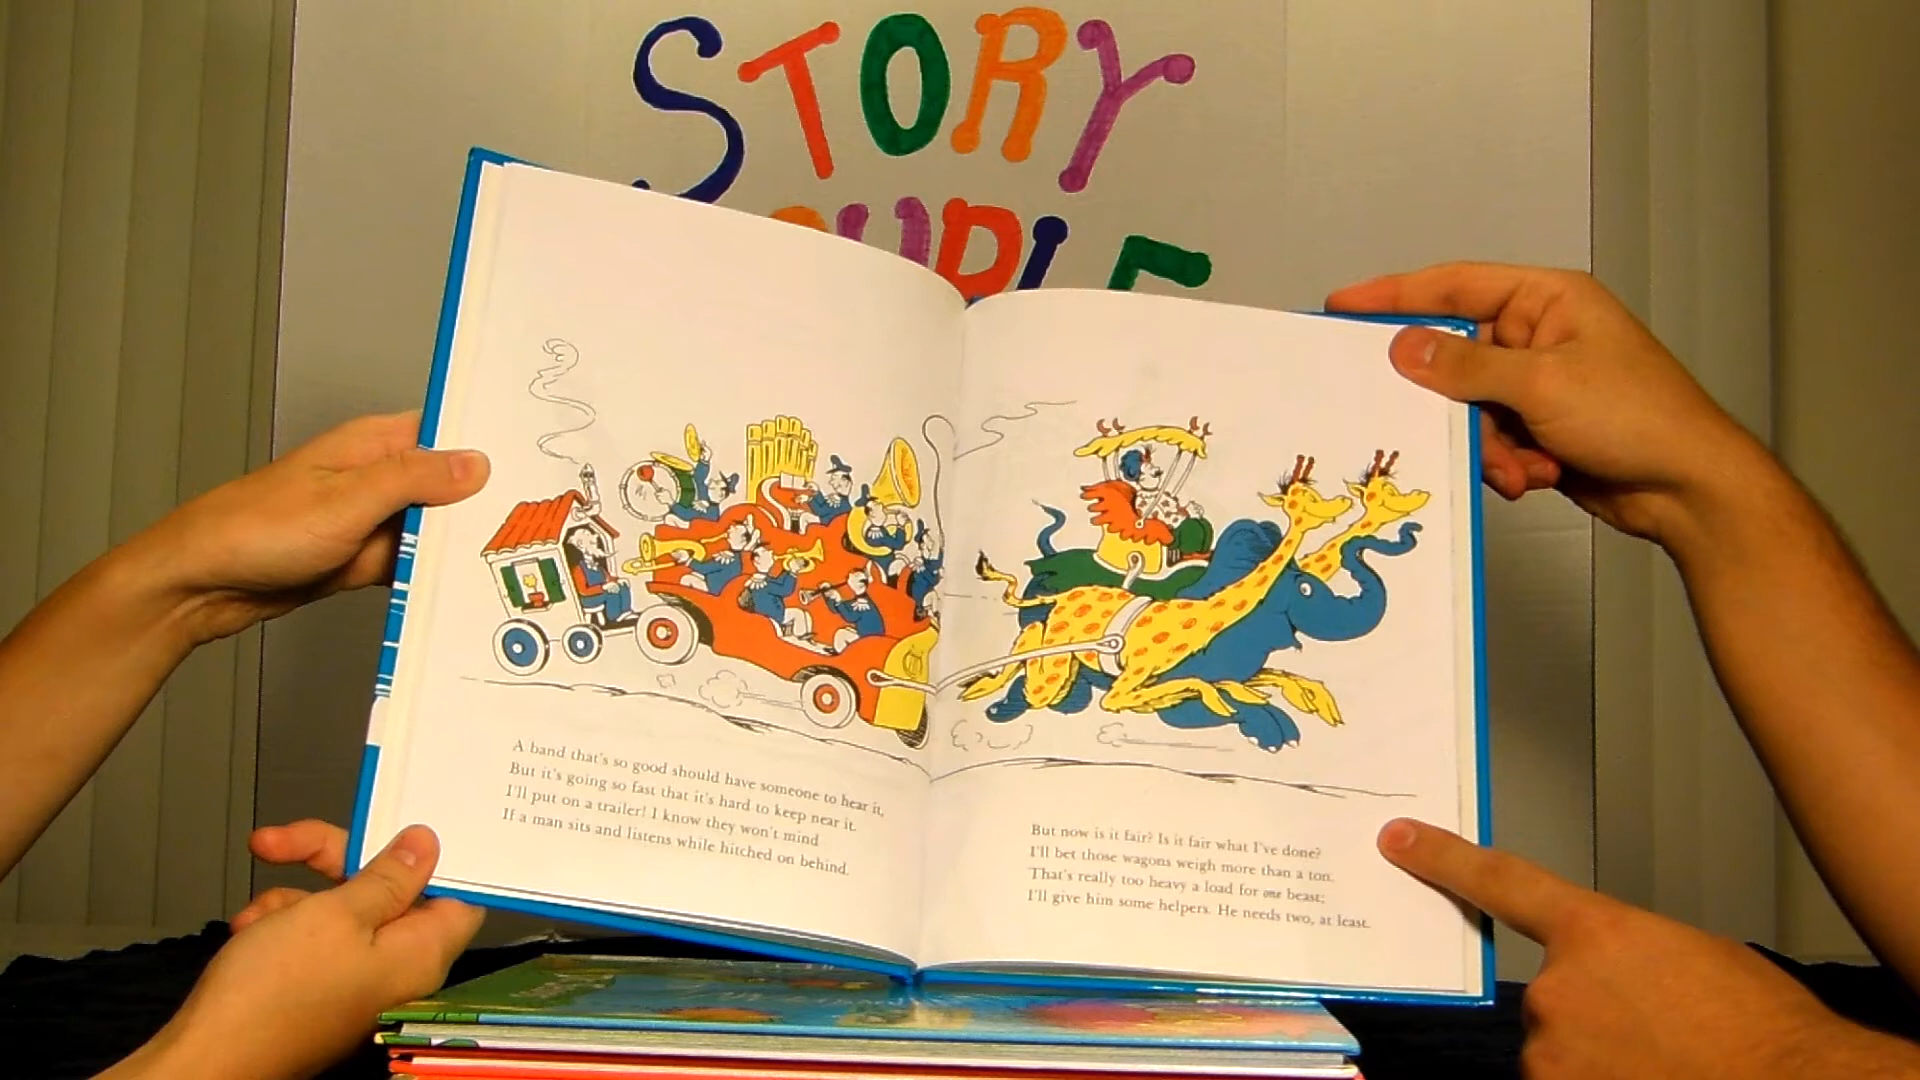 STORY
A band that's so good should have someone to hear it,
But it's going so fast that it's hard to keep near it.
I'll put on a trailer! I know they won't mind
If a man sits and listens while hitched on behind.
But now is it fair? Is it fair what I've done?
I'll bet those wagons weigh more than a ton.
That's really too heavy a load for one beast;
I'll give him some helpers. He needs two, at least.